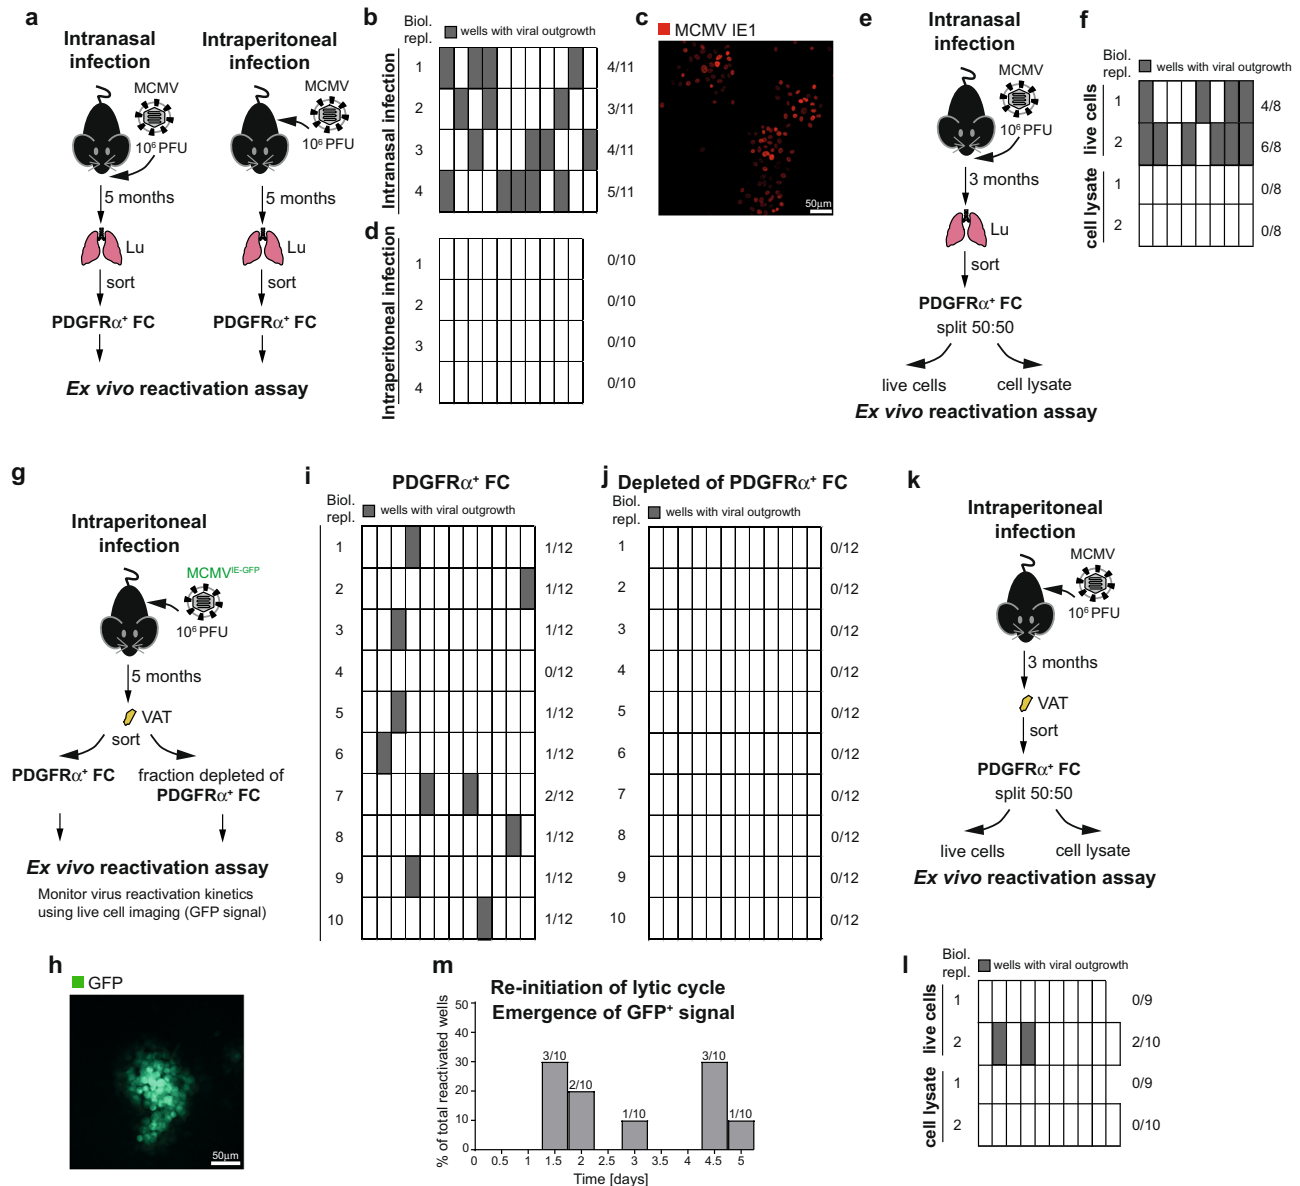 a
Intranasal
infection
Intraperitoneal
infection
MCMV
10⁶ PFU
MCMV
10⁶ PFU
5 months
5 months
Lu
Lu
sort
sort
PDGFRα⁺ FC
PDGFRα⁺ FC
Ex vivo reactivation assay
b
Biol.
repl.
wells with viral outgrowth
Intranasal infection
1
4/11
2
3/11
3
4/11
4
5/11
d
Intraperitoneal infection
1
0/10
2
0/10
3
0/10
4
0/10
c
MCMV IE1
50μm
e
Intranasal
infection
MCMV
10⁶ PFU
3 months
Lu
sort
PDGFRα⁺ FC
split 50:50
live cells
cell lysate
Ex vivo reactivation assay
f
Biol.
repl.
wells with viral outgrowth
live cells
1
4/8
2
6/8
cell lysate
1
0/8
2
0/8
g
Intraperitoneal
infection
MCMVᴵᴱ⁻ᴳᶠᴾ
10⁶ PFU
5 months
VAT
sort
PDGFRα⁺ FC
fraction depleted of
PDGFRα⁺ FC
Ex vivo reactivation assay
Monitor virus reactivation kinetics
using live cell imaging (GFP signal)
h
GFP
50μm
i
PDGFRα⁺ FC
Biol.
repl.
wells with viral outgrowth
1
1/12
2
1/12
3
1/12
4
0/12
5
1/12
6
1/12
7
2/12
8
1/12
9
1/12
10
1/12
j
Depleted of PDGFRα⁺ FC
Biol.
repl.
wells with viral outgrowth
1
0/12
2
0/12
3
0/12
4
0/12
5
0/12
6
0/12
7
0/12
8
0/12
9
0/12
10
0/12
k
Intraperitoneal
infection
MCMV
10⁶ PFU
3 months
VAT
sort
PDGFRα⁺ FC
split 50:50
live cells
cell lysate
Ex vivo reactivation assay
l
Biol.
repl.
wells with viral outgrowth
live cells
1
0/9
2
2/10
cell lysate
1
0/9
2
0/10
m
Re-initiation of lytic cycle
Emergence of GFP⁺ signal
% of total reactivated wells
50
40
30
20
10
0
3/10
2/10
1/10
3/10
1/10
0 0.5 1 1.5 2 2.5 3 3.5 4 4.5 5
Time [days]